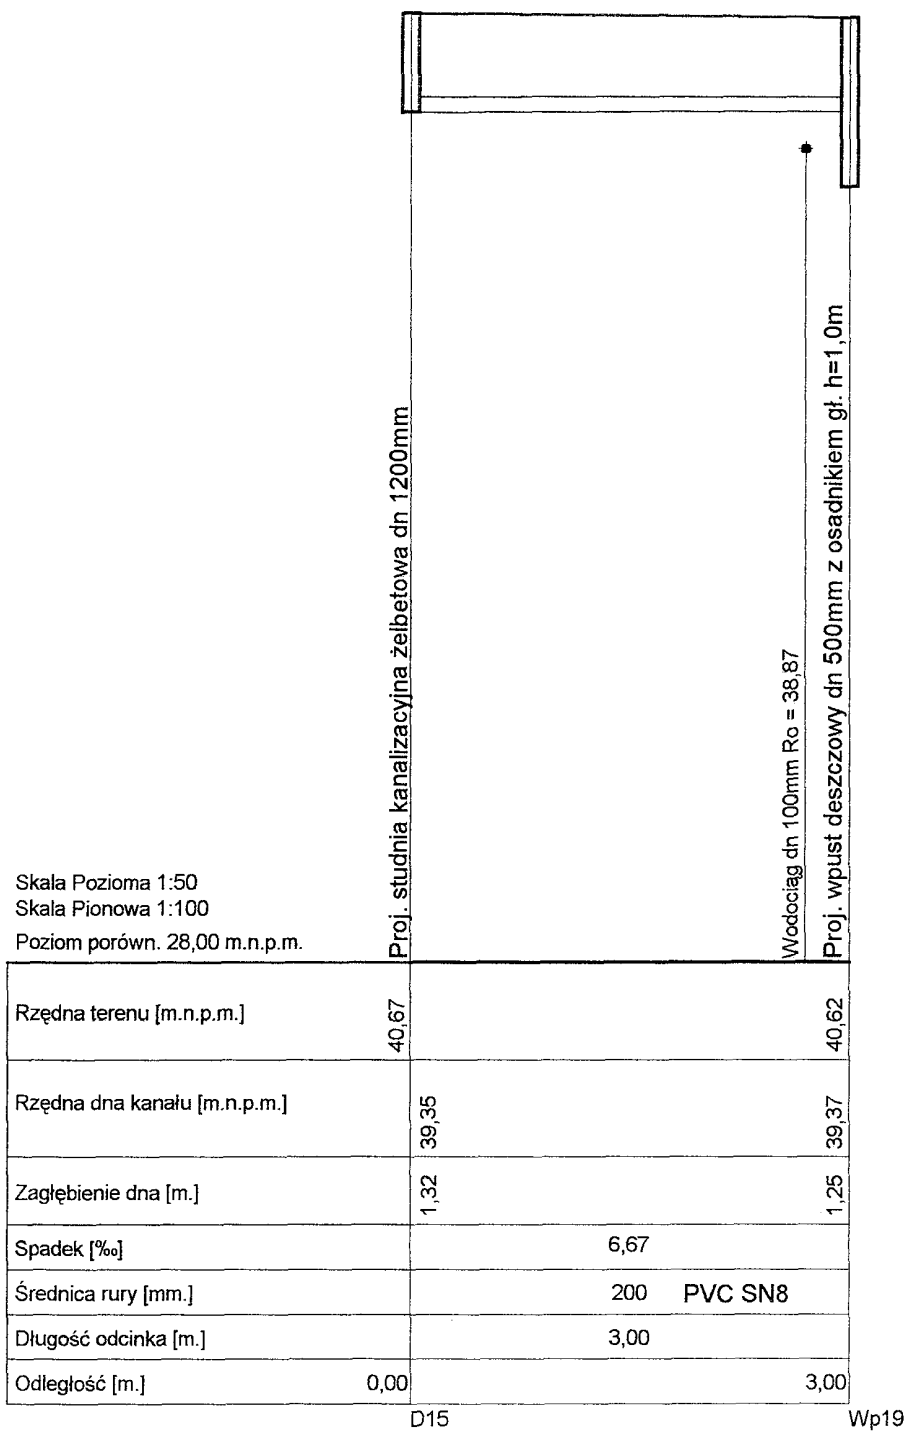 Proj. studnia kanalizacyjna żelbetowa dn 1200mm
Wodociąg dn 100mm Ro = 38,87
Proj. wpust deszczowy dn 500mm z osadnikiem gł. h=1,0m
Skala Pozioma 1:50
Skala Pionowa 1:100
Poziom porówn. 28,00 m.n.p.m.
Rzędna terenu [m.n.p.m.] 40,67 40,62
Rzędna dna kanału [m.n.p.m.] 39,35 39,37
Zagłębienie dna [m.] 1,32 1,25
Spadek [‰] 6,67
Średnica rury [mm.] 200 PVC SN8
Długość odcinka [m.] 3,00
Odległość [m.] 0,00 3,00
D15 Wp19